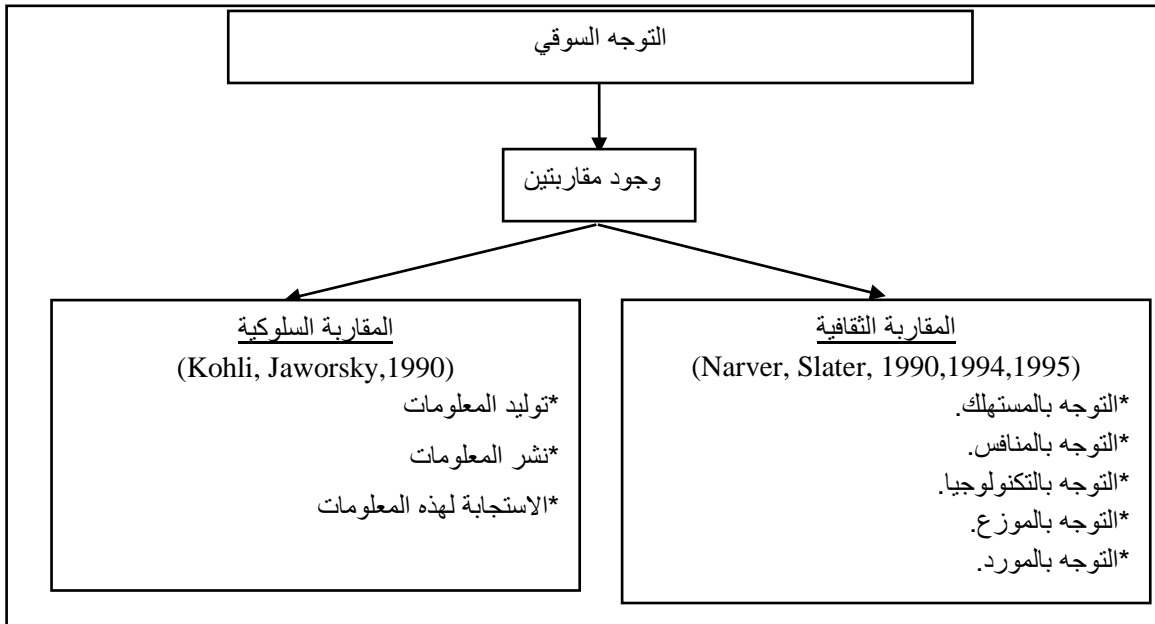 التوجه السوقي
وجود مقاربتين
المقاربة الثقافية
(Narver, Slater, 1990,1994,1995)
*التوجه بالمستهلك.
*التوجه بالمنافس.
*التوجه بالتكنولوجيا.
*التوجه بالموزع.
*التوجه بالمورد.
المقاربة السلوكية
(Kohli, Jaworsky,1990)
*توليد المعلومات
*نشر المعلومات
*الاستجابة لهذه المعلومات